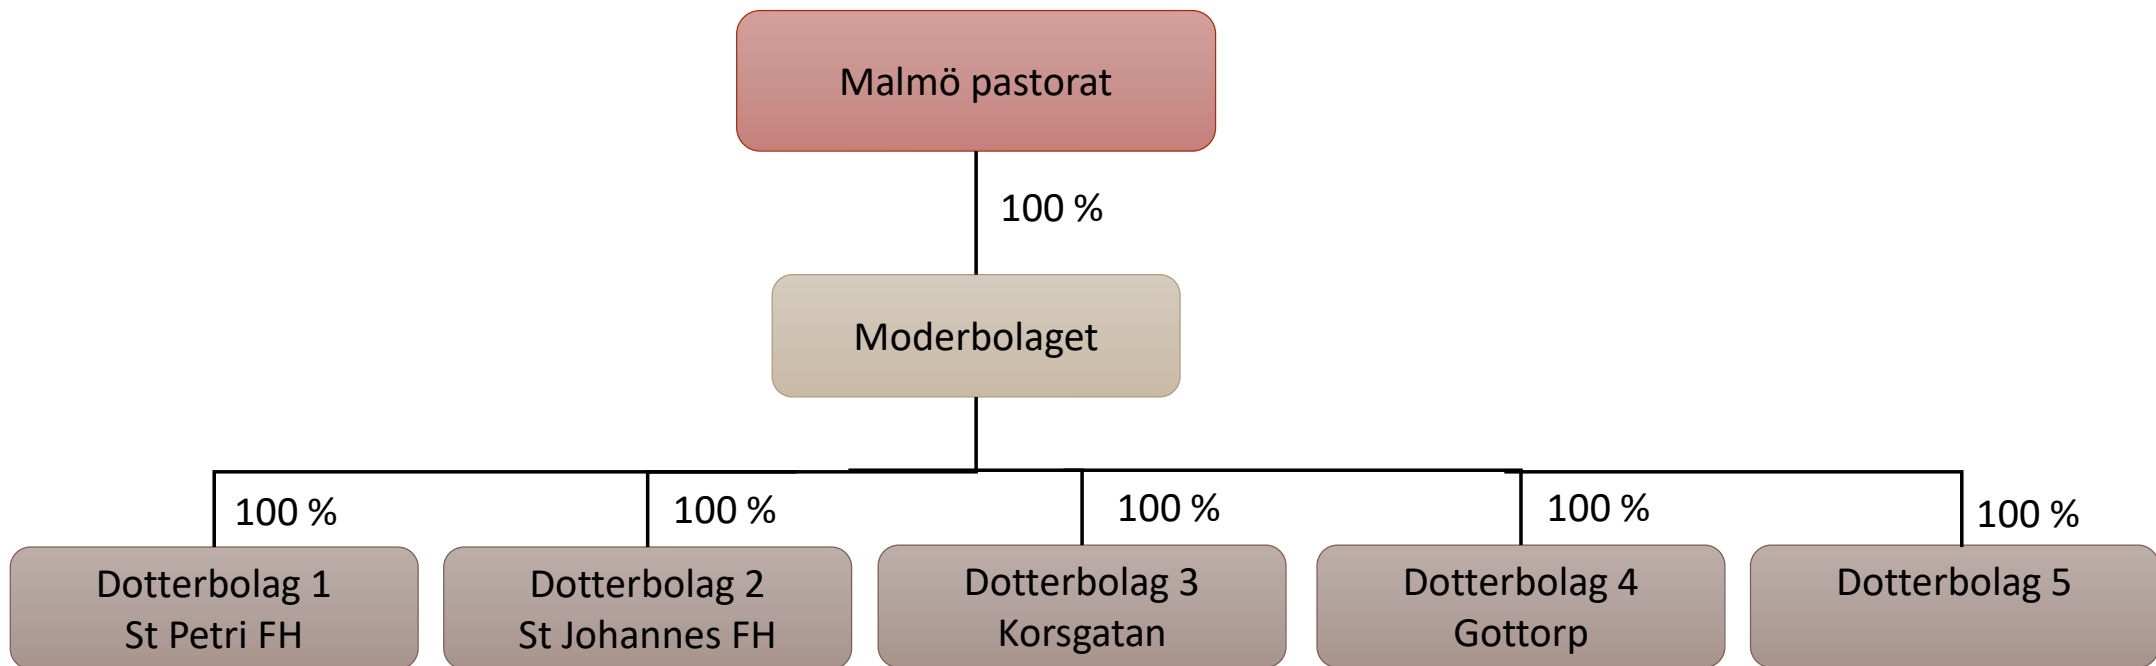 Malmö pastorat
100 %
Moderbolaget
100 %
100 %
100 %
100 %
100 %
Dotterbolag 1
St Petri FH
Dotterbolag 2
St Johannes FH
Dotterbolag 3
Korsgatan
Dotterbolag 4
Gottorp
Dotterbolag 5